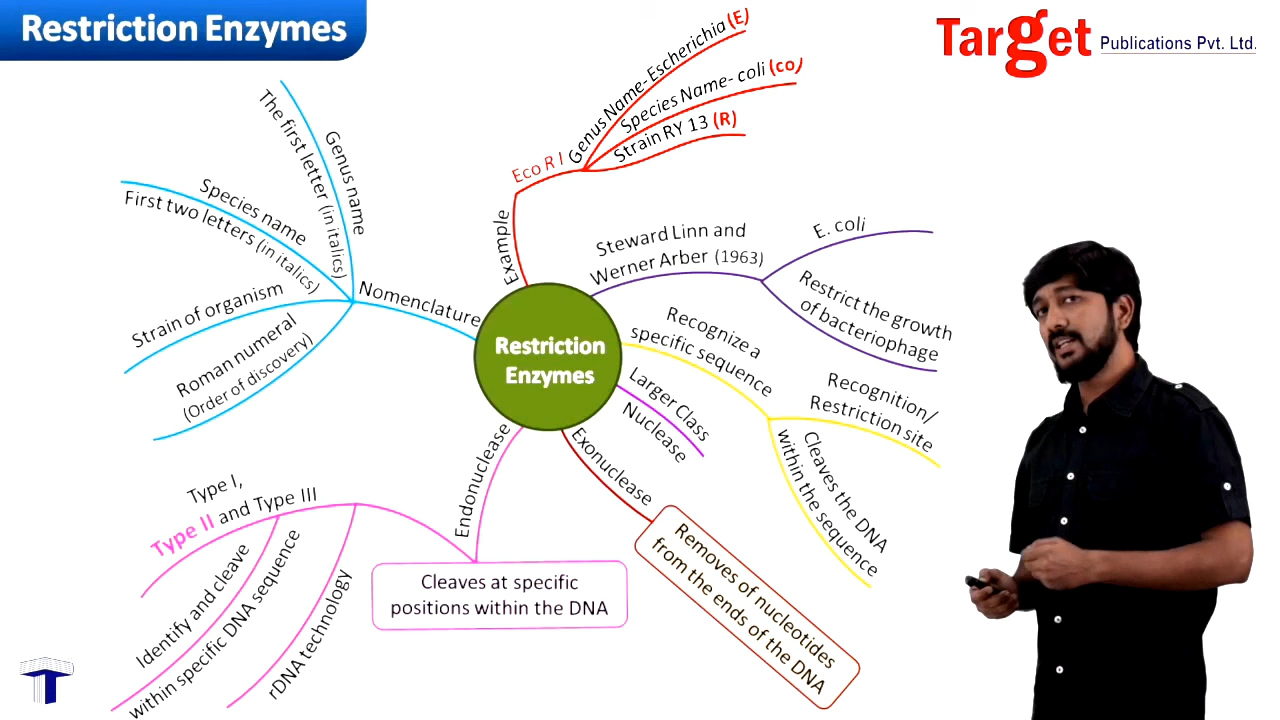 Restriction Enzymes
Target Publications Pvt. Ltd.
Restriction
Enzymes
Example
Eco R I
Genus Name-Escherichia (E)
Species Name- coli (co)
Strain RY 13 (R)
Steward Linn and
Werner Arber (1963)
E. coli
Restrict the growth
of bacteriophage
Recognize a
specific sequence
Recognition/
Restriction site
Cleaves the DNA
within the sequence
Larger Class
Nuclease
Exonuclease
Removes of nucleotides
from the ends of the DNA
Endonuclease
Cleaves at specific
positions within the DNA
Type I,
Type II and Type III
Identify and cleave
within specific DNA sequence
rDNA technology
Nomenclature
Genus name
The first letter (in italics)
Species name
First two letters (in italics)
Strain of organism
Roman numeral
(Order of discovery)
T